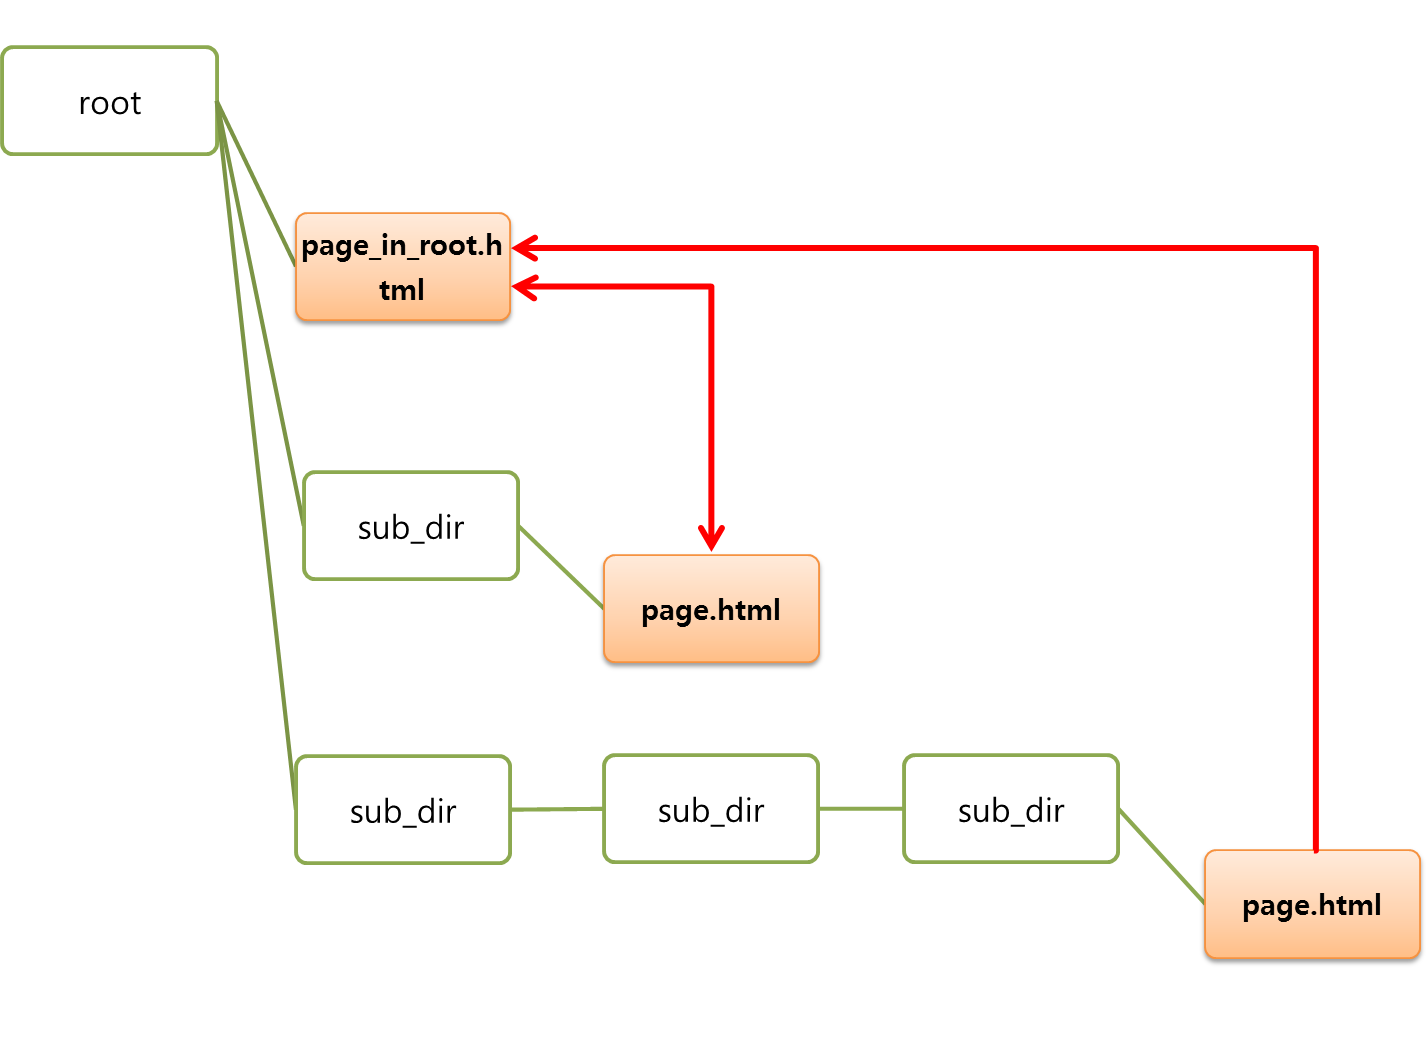 root
page_in_root.h
tml
sub_dir
page.html
sub_dir
sub_dir
sub_dir
page.html